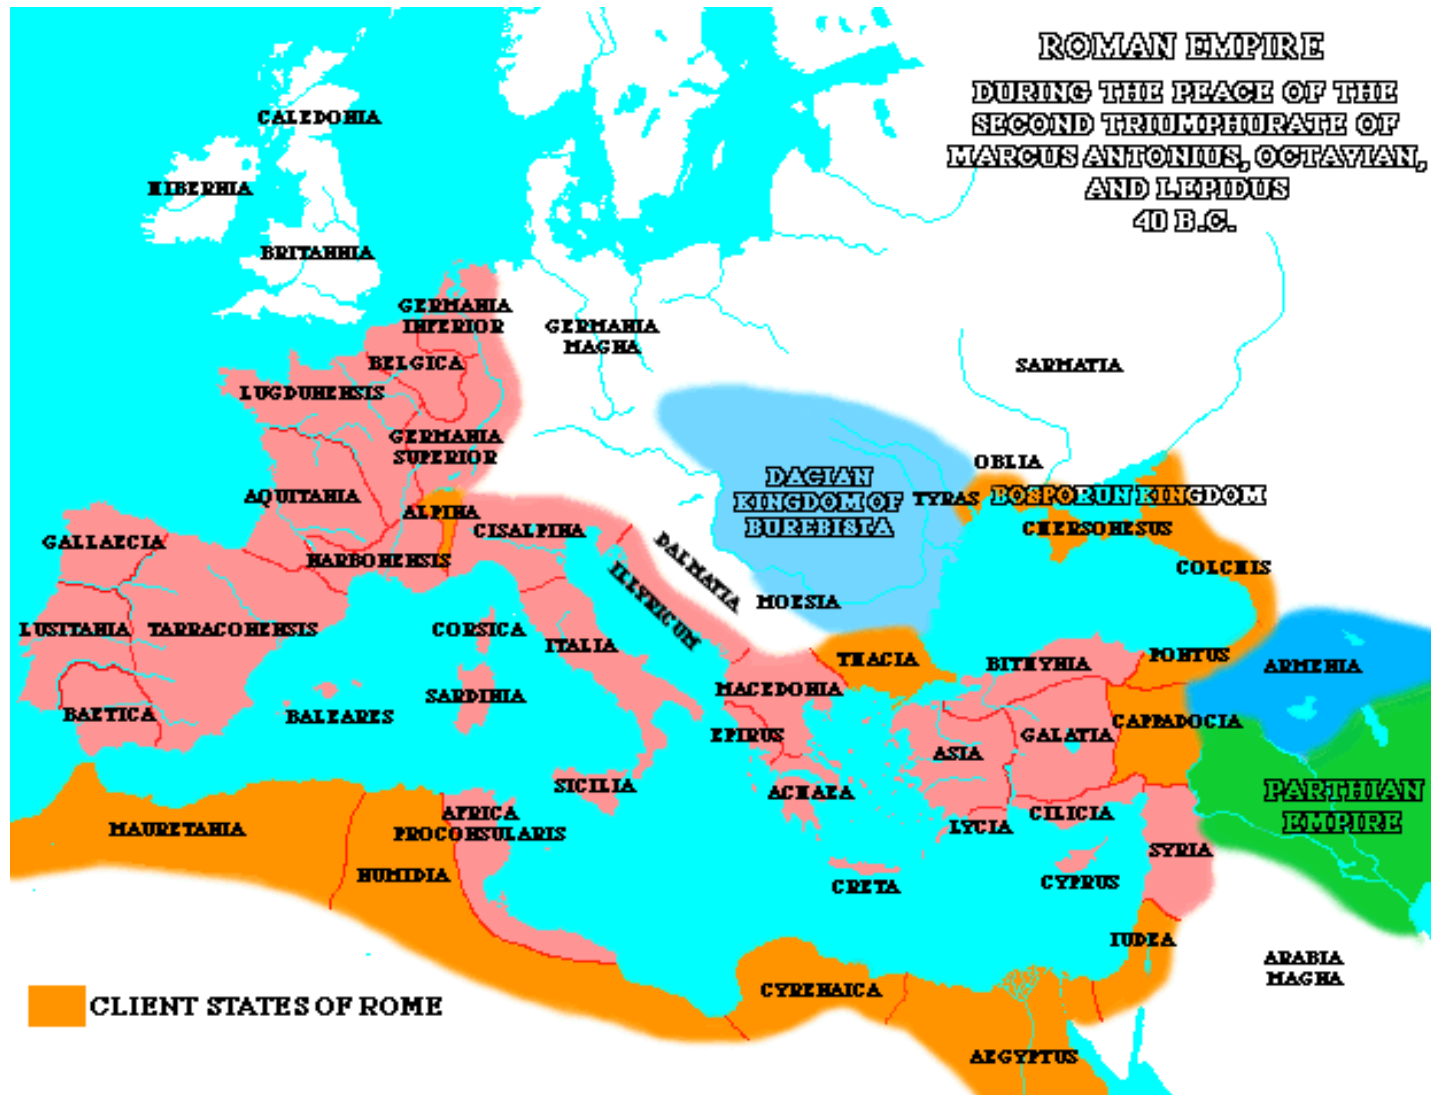 ROMAN EMPIRE
DURING THE PEACE OF THE
SECOND TRIUMPHURATE OF
MARCUS ANTONIUS, OCTAVIAN,
AND LEPIDUS
40 B.C.
CALEDONIA
HIBERNIA
BRITANNIA
GERMANIA
INFERIOR
GERMANIA
MAGNA
BELGICA
SARMATIA
LUGDUNENSIS
GERMANIA
SUPERIOR
OBLIA
DACIAN
KINGDOM OF
BUREBISTA
TYRAS
BOSPORUN KINGDOM
AQUITANIA
ALPINA
CISALPINA
CHERSONESUS
GALLAECIA
NARBONENSIS
DALMATIA
COLCHIS
ILLYRICUM
MOESIA
LUSITANIA
TARRACONENSIS
CORSICA
ITALIA
THACIA
BITHYNIA
PONTUS
ARMENIA
SARDINIA
MACEDONIA
BAETICA
BALEARES
CAPPADOCIA
EPIRUS
ASIA
GALATIA
SICILIA
ACHAEA
PARTHIAN
EMPIRE
AFRICA
PROCONSULARIS
MAURETANIA
LYCIA
CILICIA
SYRIA
NUMIDIA
CRETA
CYPRUS
IUDEA
ARABIA
MAGNA
CYRENAICA
CLIENT STATES OF ROME
AEGYPTUS